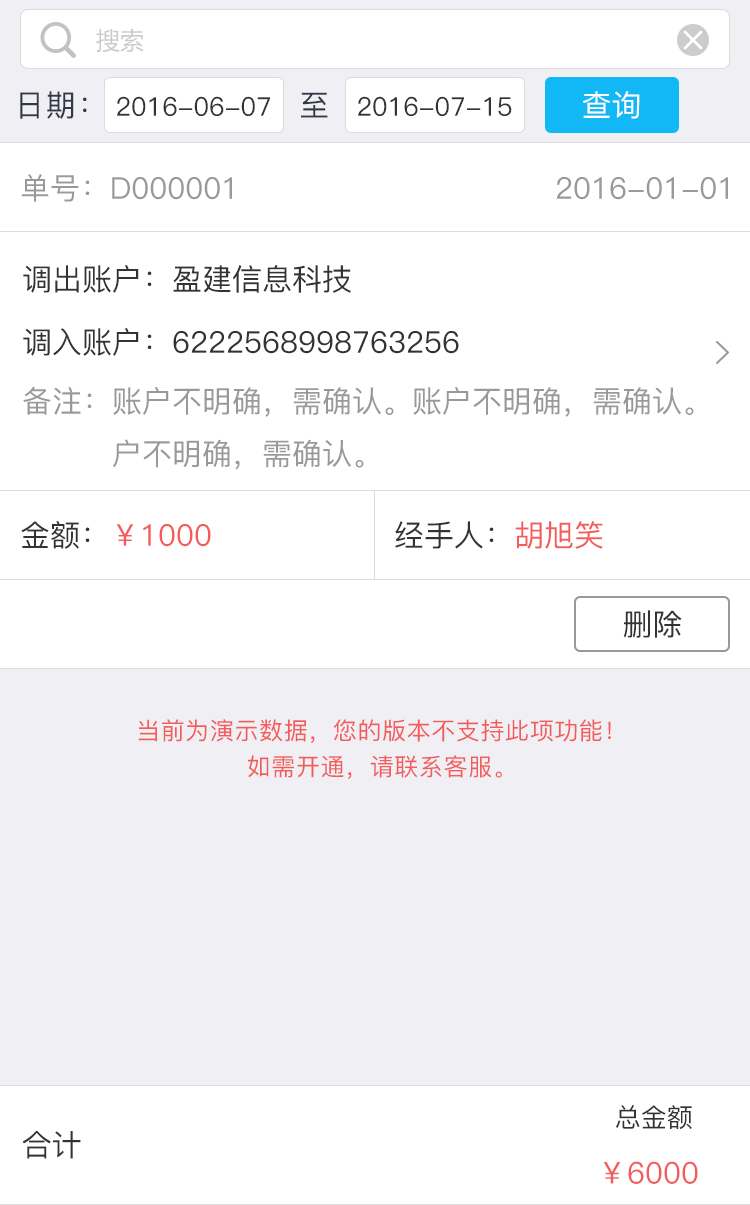 搜索
日期： 2016-06-07 至 2016-07-15 查询
单号： D000001 2016-01-01
调出账户： 盈建信息科技
调入账户： 6222568998763256
备注： 账户不明确，需确认。账户不明确，需确认。
户不明确，需确认。
金额： ￥1000 经手人： 胡旭笑
删除
当前为演示数据，您的版本不支持此项功能！
如需开通，请联系客服。
总金额
合计
￥6000